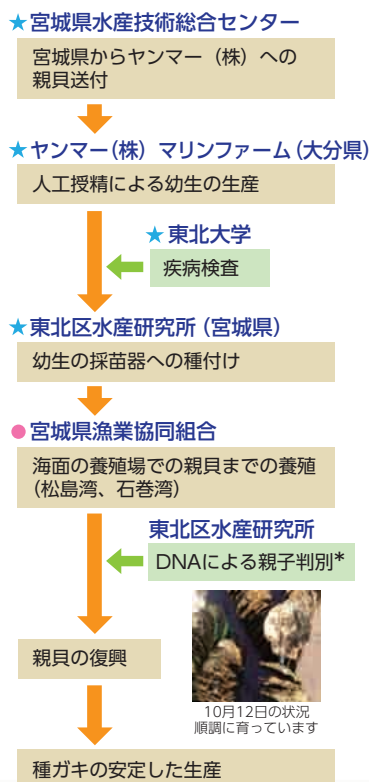 ★宮城県水産技術総合センター
宮城県からヤンマー（株）への
親貝送付
★ヤンマー（株）マリンファーム（大分県）
人工授精による幼生の生産
★東北大学
疾病検査
★東北区水産研究所（宮城県）
幼生の採苗器への種付け
●宮城県漁業協同組合
海面の養殖場での親貝までの養殖
（松島湾、石巻湾）
東北区水産研究所
DNAによる親子判別*
親貝の復興
10月12日の状況
順調に育っています
種ガキの安定した生産